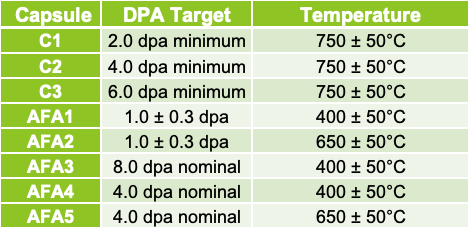 Capsule DPA Target Temperature
C1 2.0 dpa minimum 750 ± 50°C
C2 4.0 dpa minimum 750 ± 50°C
C3 6.0 dpa minimum 750 ± 50°C
AFA1 1.0 ± 0.3 dpa 400 ± 50°C
AFA2 1.0 ± 0.3 dpa 650 ± 50°C
AFA3 8.0 dpa nominal 400 ± 50°C
AFA4 4.0 dpa nominal 400 ± 50°C
AFA5 4.0 dpa nominal 650 ± 50°C